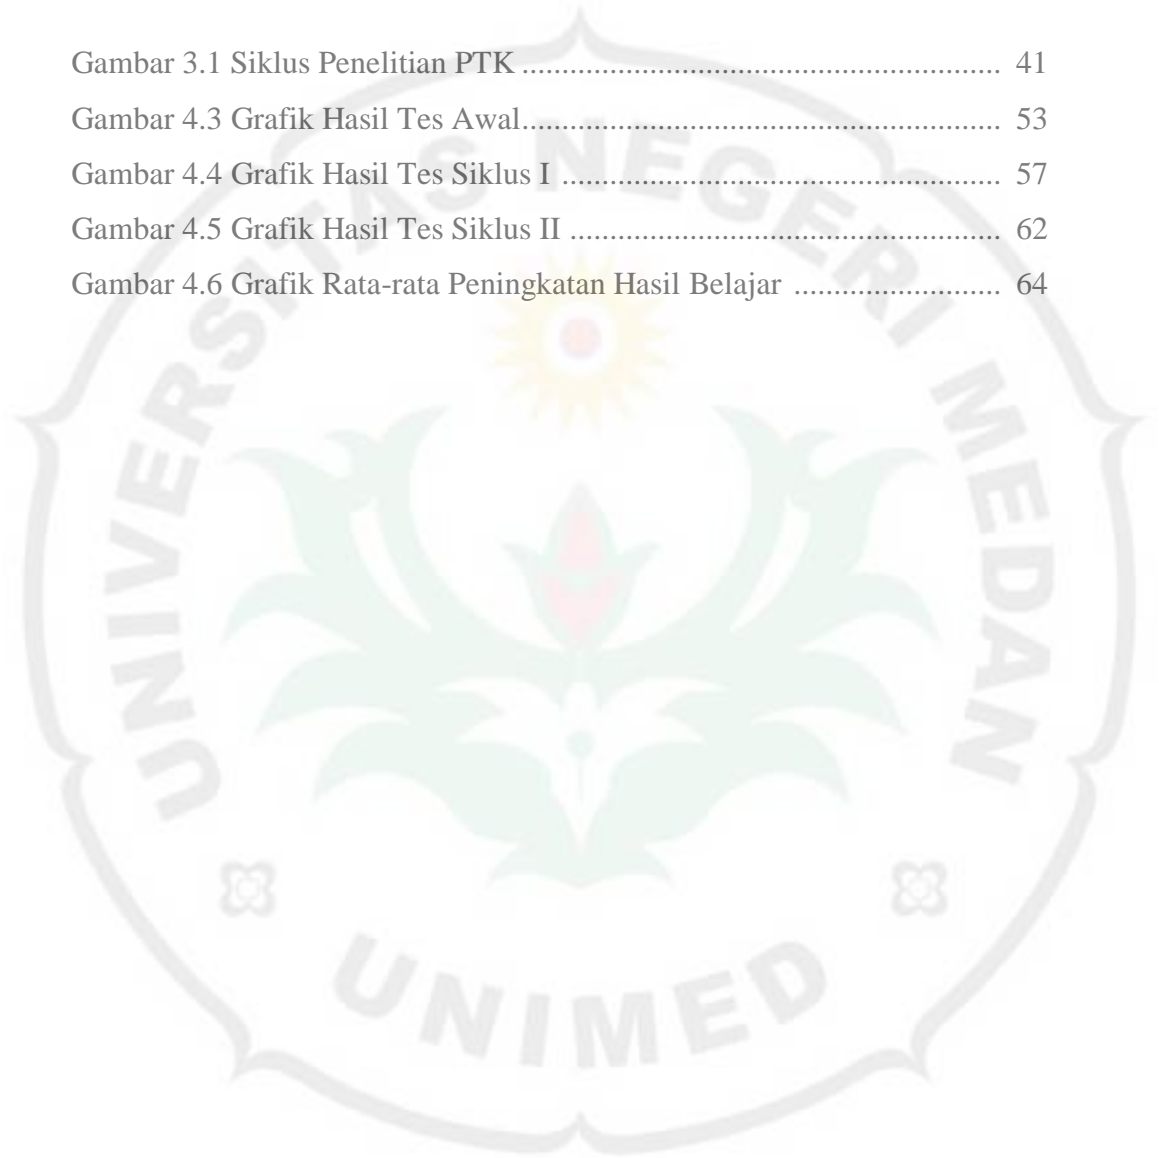 Gambar 3.1 Siklus Penelitian PTK ............................................................ 41
Gambar 4.3 Grafik Hasil Tes Awal............................................................ 53
Gambar 4.4 Grafik Hasil Tes Siklus I ....................................................... 57
Gambar 4.5 Grafik Hasil Tes Siklus II ...................................................... 62
Gambar 4.6 Grafik Rata-rata Peningkatan Hasil Belajar .......................... 64
UNIVERSITAS NEGERI MEDAN
UNIMED